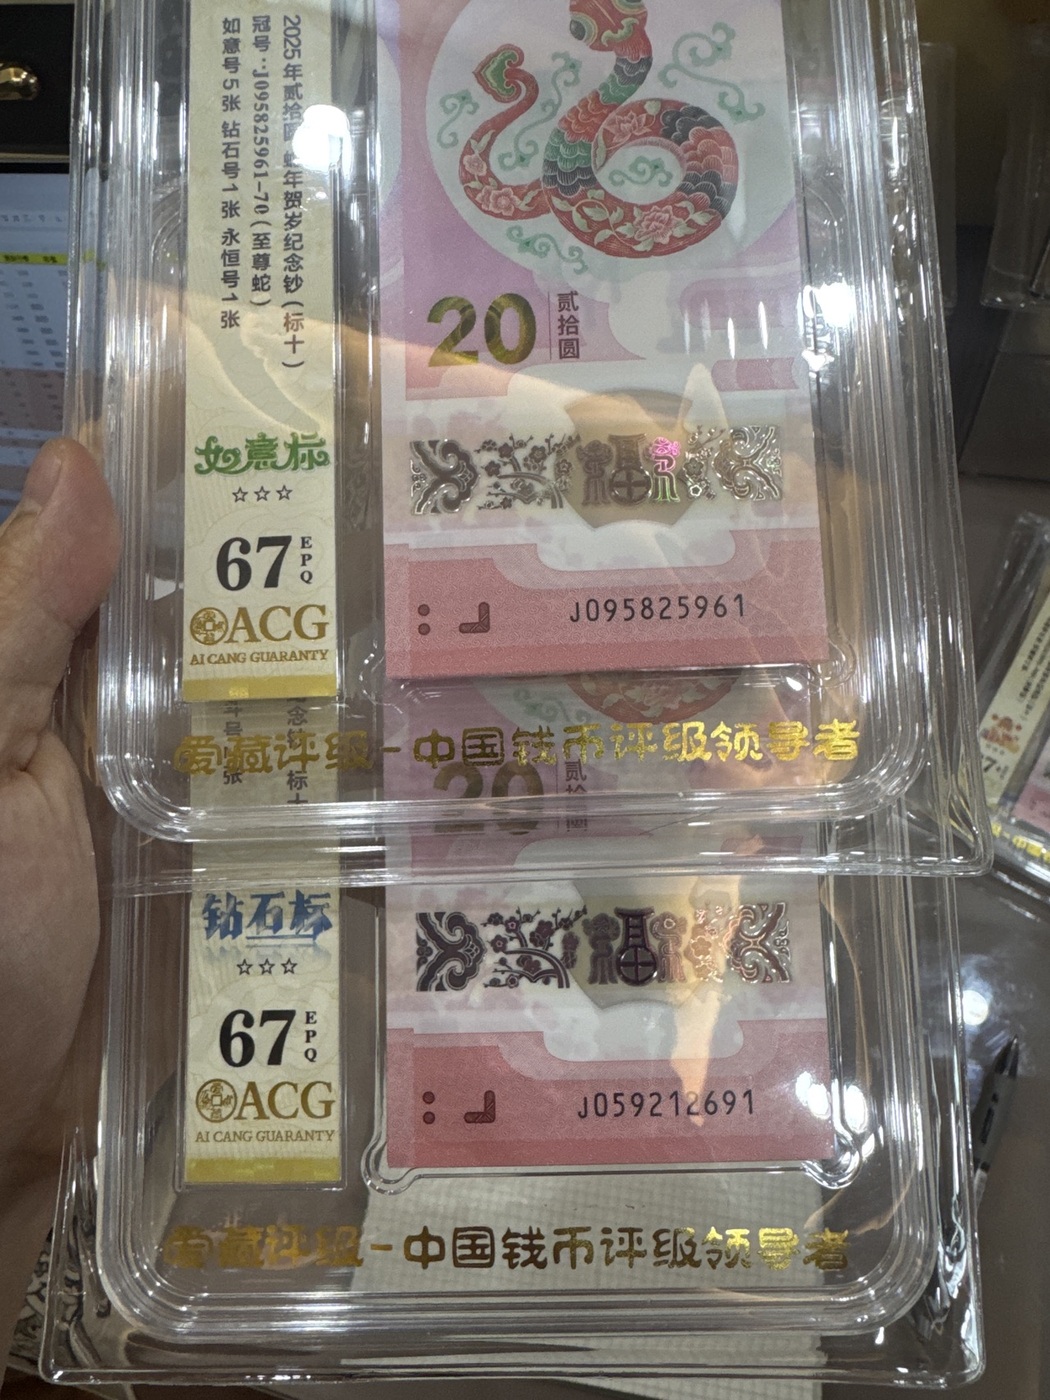 2025年贰拾圆蛇年贺岁纪念钞(标十)
冠号:J095825961-70(至尊蛇)
如意号5张 钻石号1张 永恒号1张
如意标
67
EPQ
ACG
AI CANG GUARANTY
20
贰拾圆
福
J095825961
爱藏评级-中国钱币评级领导者
20
钻石标
67
EPQ
ACG
AI CANG GUARANTY
J059212691
爱藏评级-中国钱币评级领导者